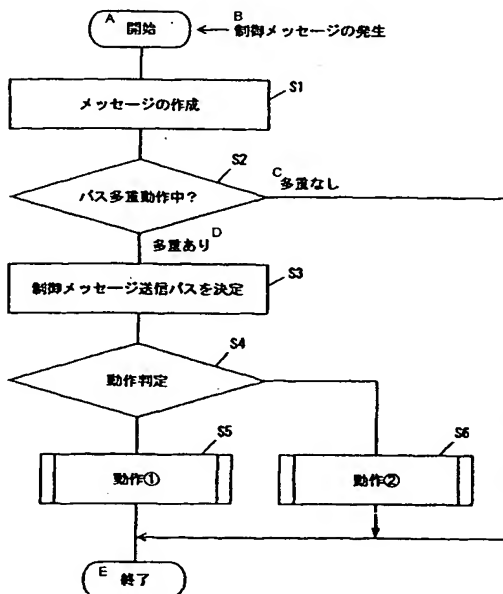 A 開始
B 制御メッセージの発生
メッセージの作成
S1
パス多重動作中?
S2
C 多重なし
多重あり D
制御メッセージ送信パスを決定
S3
動作判定
S4
動作①
S5
動作②
S6
E 終了